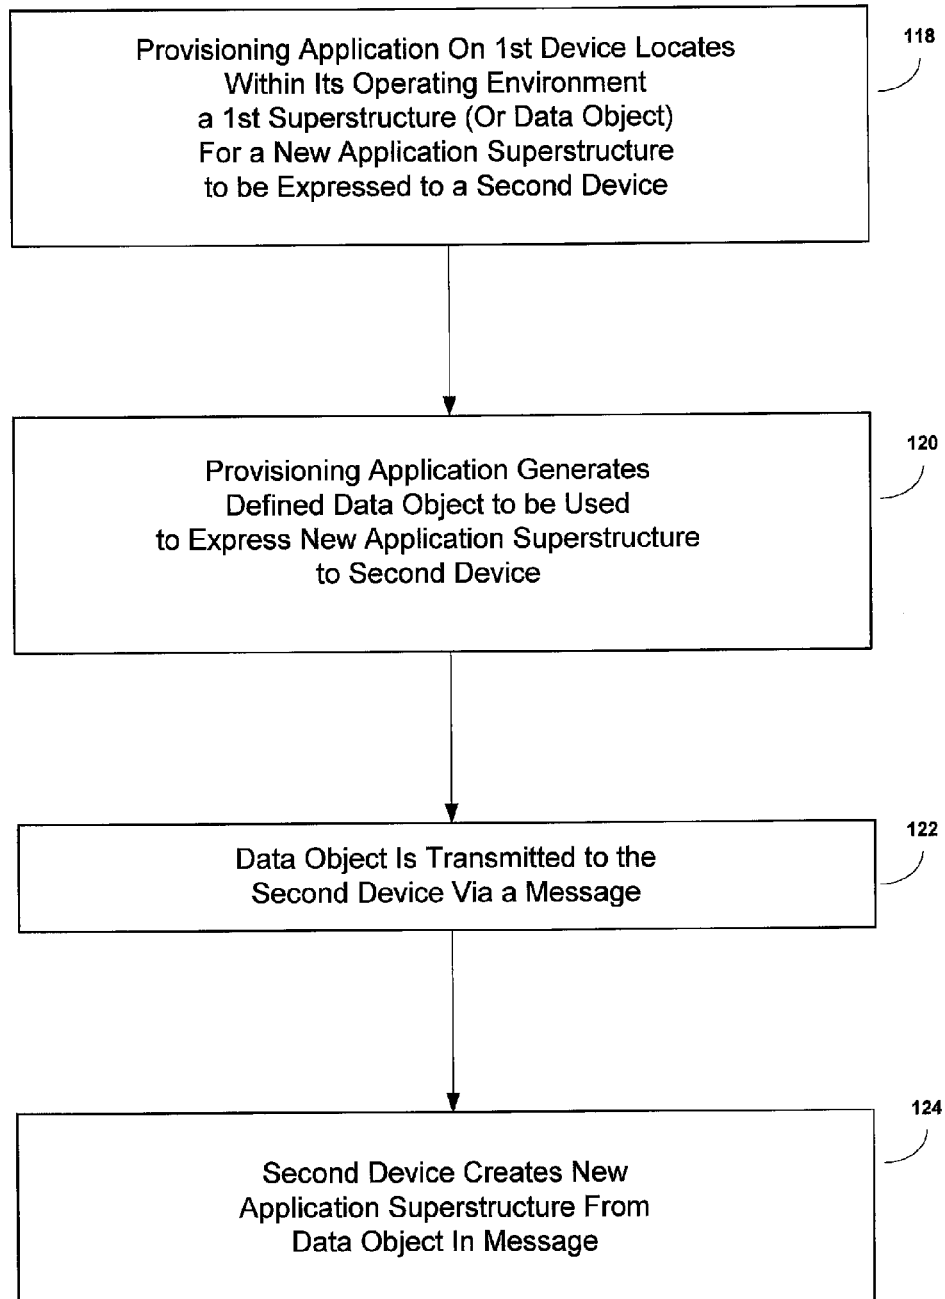 Provisioning Application On 1st Device Locates
Within Its Operating Environment
a 1st Superstructure (Or Data Object)
For a New Application Superstructure
to be Expressed to a Second Device
118
Provisioning Application Generates
Defined Data Object to be Used
to Express New Application Superstructure
to Second Device
120
Data Object Is Transmitted to the
Second Device Via a Message
122
Second Device Creates New
Application Superstructure From
Data Object In Message
124